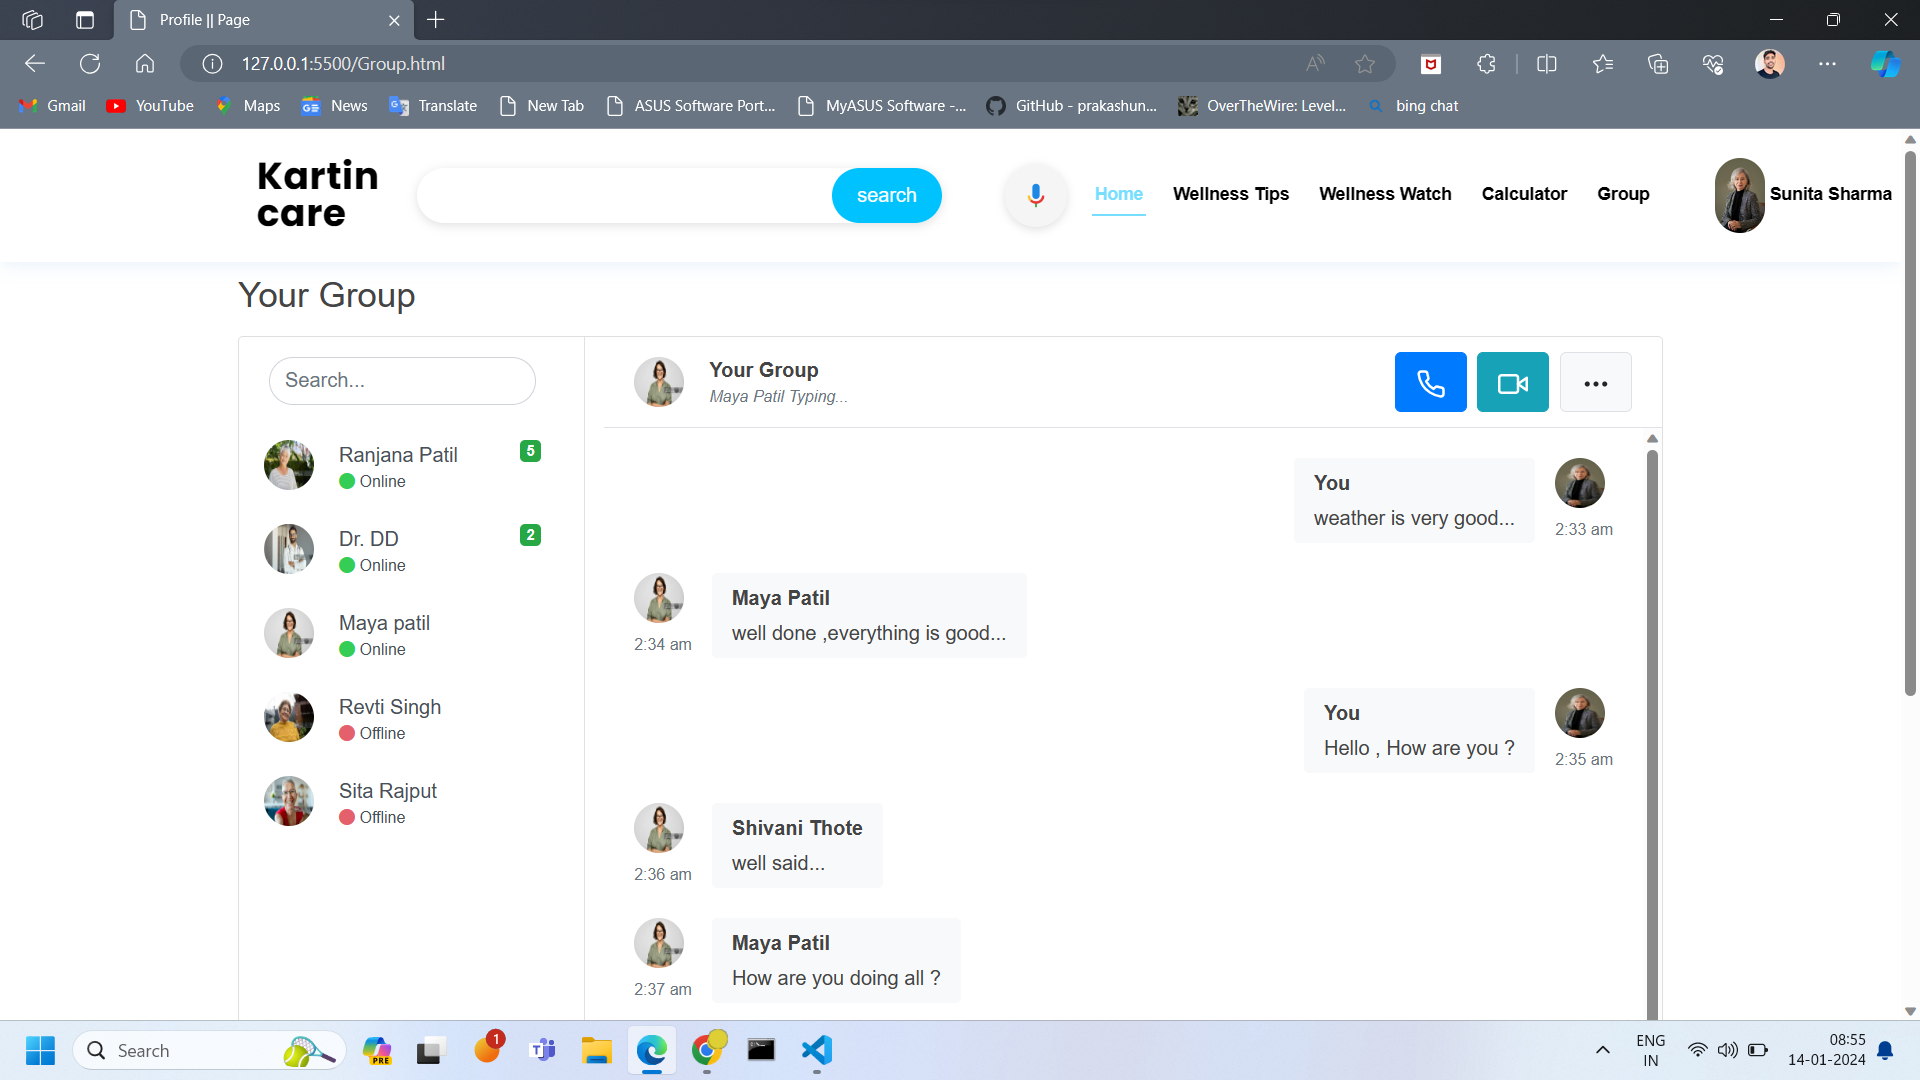 Profile || Page
127.0.0.1:5500/Group.html
Gmail YouTube Maps News Translate New Tab ASUS Software Port... MyASUS Software -... GitHub - prakashun... OverTheWire: Level... bing chat
Kartin
care
search
Home Wellness Tips Wellness Watch Calculator Group
Sunita Sharma
Your Group
Search...
Ranjana Patil 5
Online
Dr. DD 2
Online
Maya patil
Online
Revti Singh
Offline
Sita Rajput
Offline
Your Group
Maya Patil Typing...
You
weather is very good...
2:33 am
Maya Patil
well done ,everything is good...
2:34 am
You
Hello , How are you ?
2:35 am
Shivani Thote
well said...
2:36 am
Maya Patil
How are you doing all ?
2:37 am
Search
PRE
1
ENG
IN
08:55
14-01-2024